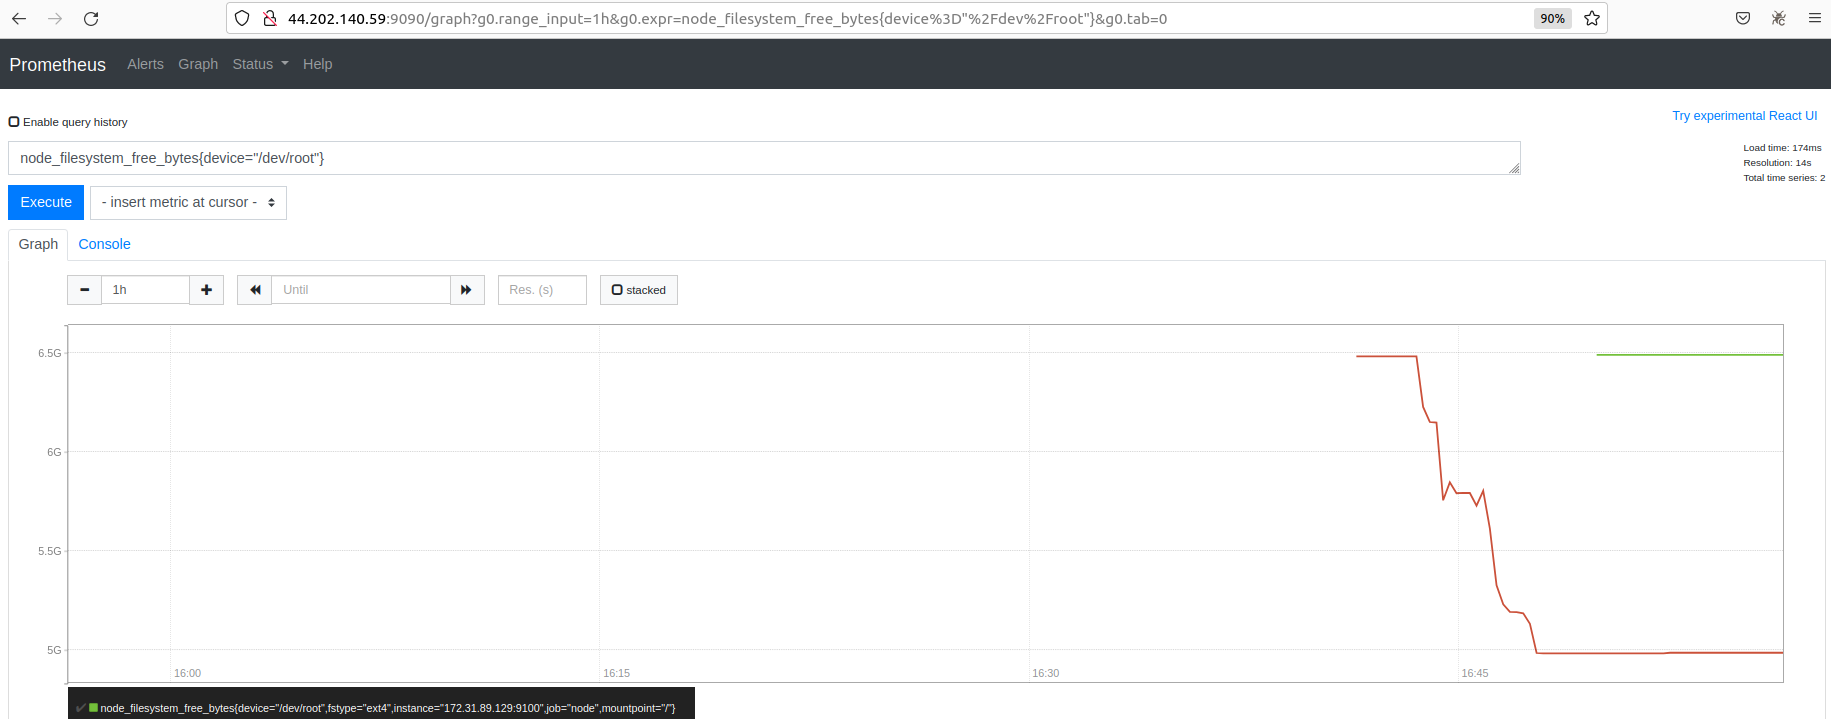 44.202.140.59:9090/graph?g0.range_input=1h&g0.expr=node_filesystem_free_bytes{device%3D"%2Fdev%2Froot"}&g0.tab=0
90%
Prometheus Alerts Graph Status Help
Enable query history
Try experimental React UI
node_filesystem_free_bytes{device="/dev/root"}
Load time: 174ms
Resolution: 14s
Total time series: 2
Execute
- insert metric at cursor -
Graph Console
1h
Until
Res. (s)
stacked
6.5G
6G
5.5G
5G
16:00 16:15 16:30 16:45
node_filesystem_free_bytes{device="/dev/root",fstype="ext4",instance="172.31.89.129:9100",job="node",mountpoint="/"}